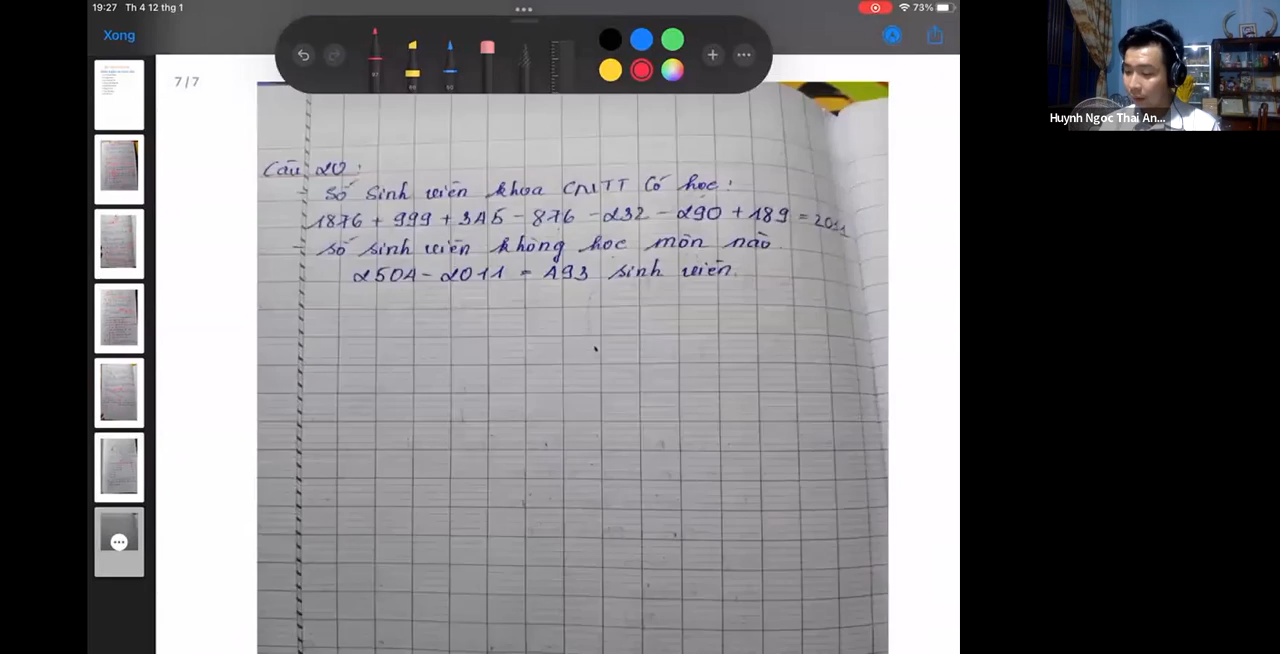 19:27 Th 4 12 thg 1
73%
Xong
7/7
Câu 20:
- Số sinh viên khoa CNTT có học:
1876 + 999 + 345 - 876 - 232 - 290 + 189 = 2011
- Số sinh viên không học môn nào
2504 - 2011 = 493 sinh viên.
Huynh Ngoc Thai An...